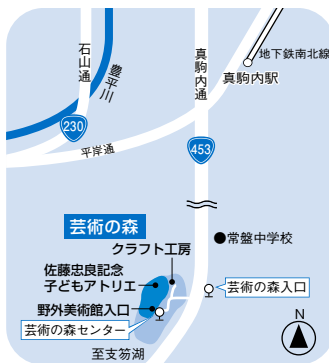 地下鉄南北線
真駒内駅
石山通
豊平川
真駒内通
230
平岸通
453
芸術の森
クラフト工房
常盤中学校
佐藤忠良記念
子どもアトリエ
芸術の森入口
野外美術館入口
芸術の森センター
至支笏湖
N